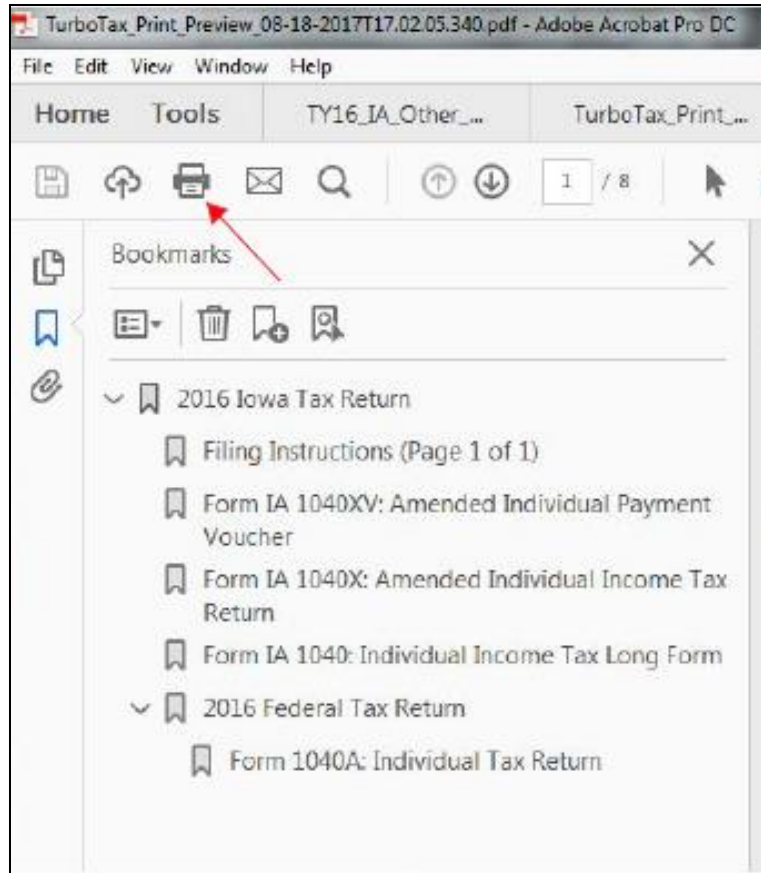 TurboTax_Print_Preview_08-18-2017T17.02.05.340.pdf - Adobe Acrobat Pro DC
File Edit View Window Help
Home Tools TY16_IA_Other_... TurboTax_Print_...
1 / 8
Bookmarks
2016 Iowa Tax Return
Filing Instructions (Page 1 of 1)
Form IA 1040XV: Amended Individual Payment
Voucher
Form IA 1040X: Amended Individual Income Tax
Return
Form IA 1040: Individual Income Tax Long Form
2016 Federal Tax Return
Form 1040A: Individual Tax Return